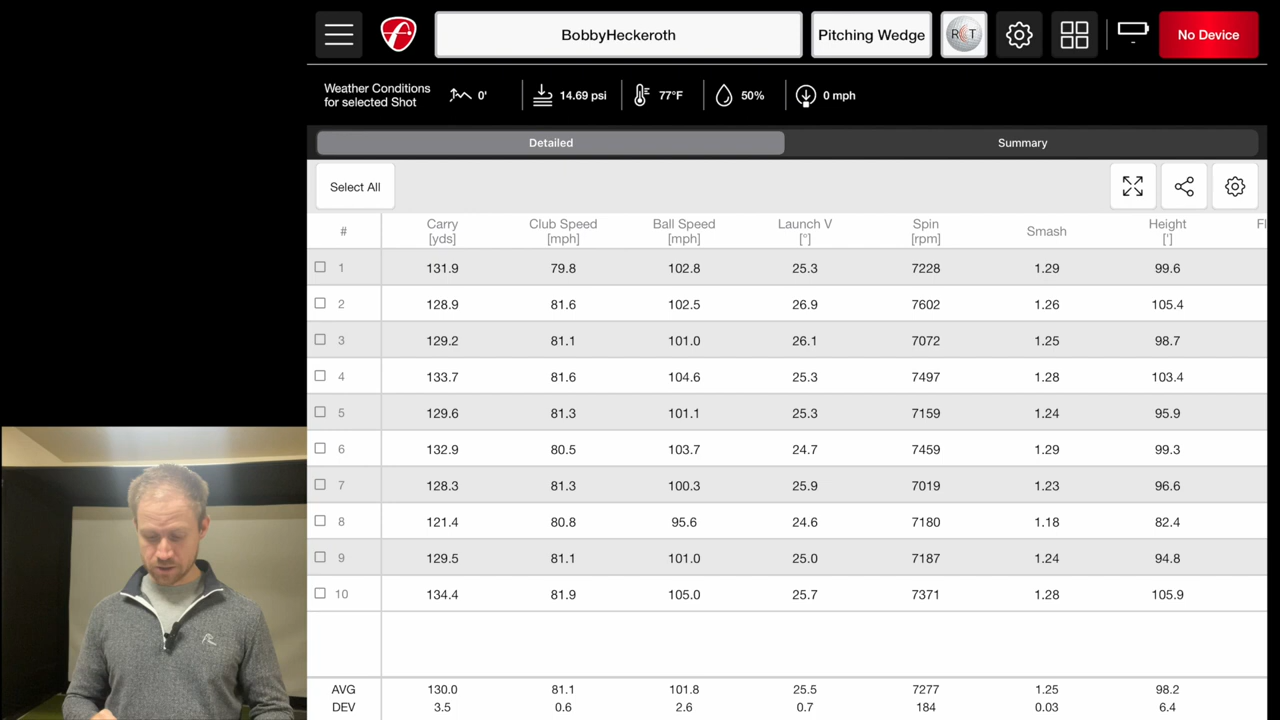 BobbyHeckeroth Pitching Wedge RCT No Device
Weather Conditions
for selected Shot
0' 14.69 psi 77°F 50% 0 mph
Detailed Summary
Select All
# Carry [yds] Club Speed [mph] Ball Speed [mph] Launch V [°] Spin [rpm] Smash Height ['] Fl
1 131.9 79.8 102.8 25.3 7228 1.29 99.6
2 128.9 81.6 102.5 26.9 7602 1.26 105.4
3 129.2 81.1 101.0 26.1 7072 1.25 98.7
4 133.7 81.6 104.6 25.3 7497 1.28 103.4
5 129.6 81.3 101.1 25.3 7159 1.24 95.9
6 132.9 80.5 103.7 24.7 7459 1.29 99.3
7 128.3 81.3 100.3 25.9 7019 1.23 96.6
8 121.4 80.8 95.6 24.6 7180 1.18 82.4
9 129.5 81.1 101.0 25.0 7187 1.24 94.8
10 134.4 81.9 105.0 25.7 7371 1.28 105.9
AVG 130.0 81.1 101.8 25.5 7277 1.25 98.2
DEV 3.5 0.6 2.6 0.7 184 0.03 6.4